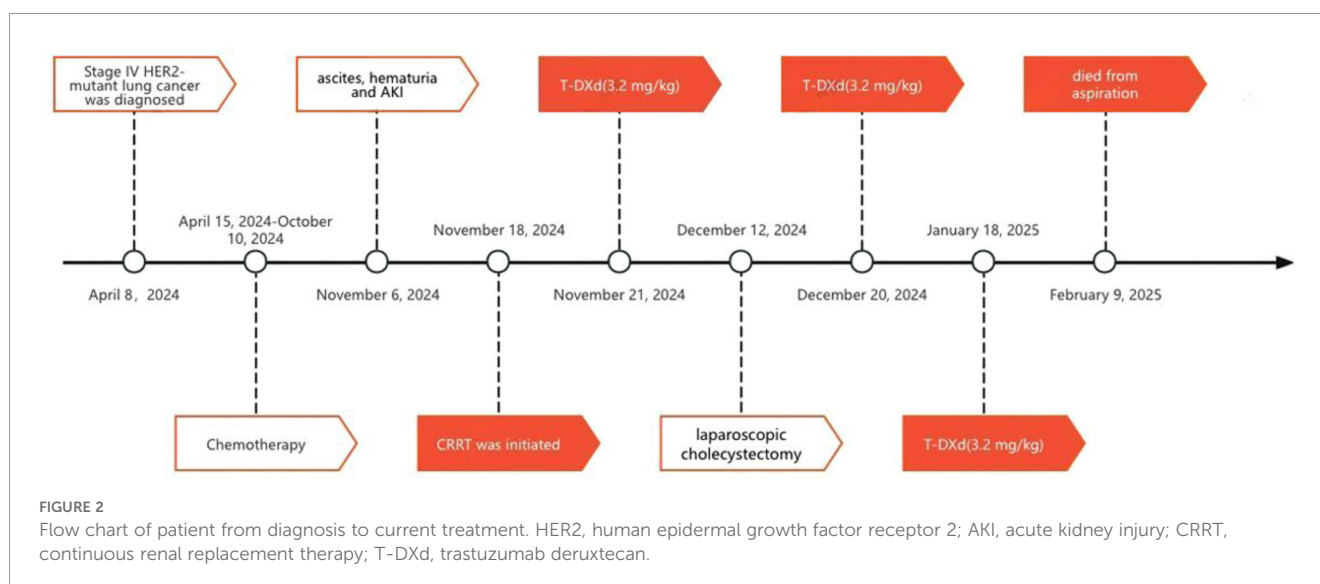 Stage IV HER2-
mutant lung cancer
was diagnosed
ascites, hematuria
and AKI
T-DXd(3.2 mg/kg)
T-DXd(3.2 mg/kg)
died from
aspiration
April 15, 2024-October
10, 2024
November 18, 2024
December 12, 2024
January 18, 2025
April 8, 2024
November 6, 2024
November 21, 2024
December 20, 2024
February 9, 2025
Chemotherapy
CRRT was initiated
laparoscopic
cholecystectomy
T-DXd(3.2 mg/kg)
FIGURE 2
Flow chart of patient from diagnosis to current treatment. HER2, human epidermal growth factor receptor 2; AKI, acute kidney injury; CRRT,
continuous renal replacement therapy; T-DXd, trastuzumab deruxtecan.